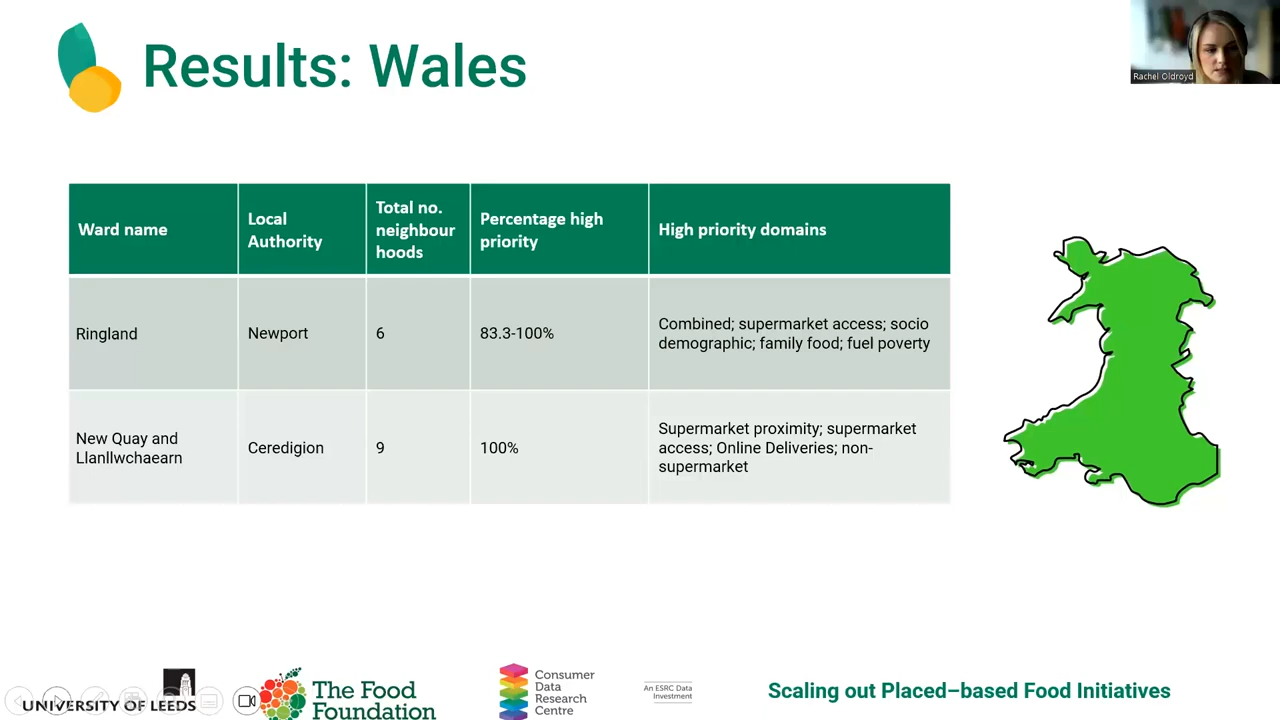 Results: Wales
Rachel Oldroyd
Ward name
Local
Authority
Total no.
neighbour
hoods
Percentage high
priority
High priority domains
Ringland
Newport
6
83.3-100%
Combined; supermarket access; socio
demographic; family food; fuel poverty
New Quay and
Llanllwchaearn
Ceredigion
9
100%
Supermarket proximity; supermarket
access; Online Deliveries; non-
supermarket
UNIVERSITY OF LEEDS
The Food
Foundation
Consumer
Data
Research
Centre
An ESRC Data
Investment
Scaling out Placed–based Food Initiatives